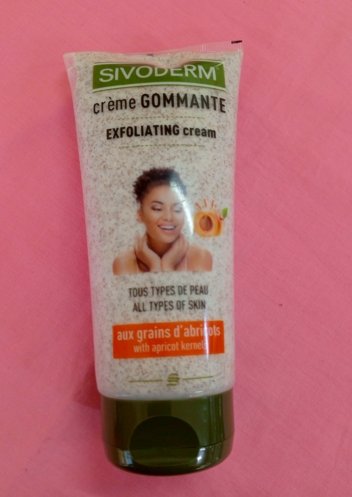 SIVODERM
crème GOMMANTE
EXFOLIATING cream
TOUS TYPES DE PEAU
ALL TYPES OF SKIN
aux grains d'abricots
with apricot kernels